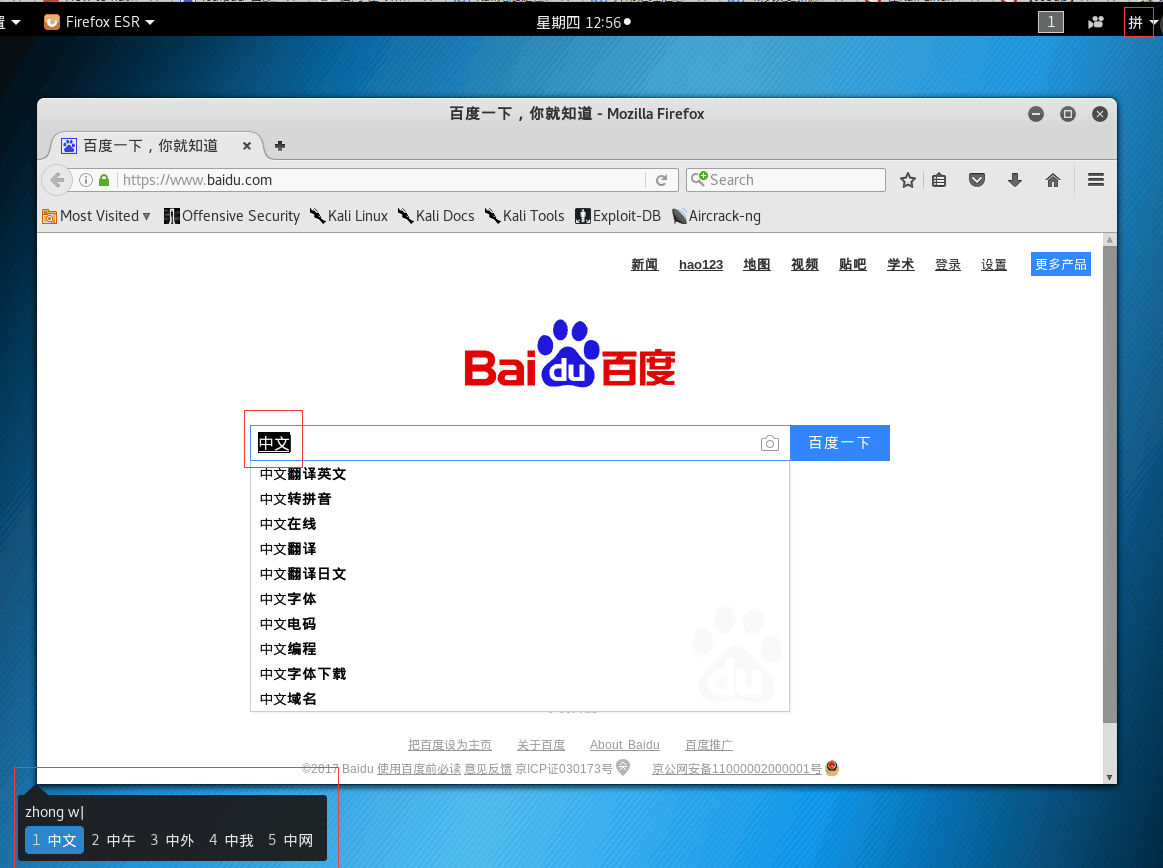 置 Firefox ESR 星期四 12:56 1 拼
百度一下，你就知道 - Mozilla Firefox
百度一下，你就知道
https://www.baidu.com Search
Most Visited Offensive Security Kali Linux Kali Docs Kali Tools Exploit-DB Aircrack-ng
新闻 hao123 地图 视频 贴吧 学术 登录 设置 更多产品
Bai du 百度
中文 百度一下
中文翻译英文
中文转拼音
中文在线
中文翻译
中文翻译日文
中文字体
中文电码
中文编程
中文字体下载
中文域名
du
把百度设为主页 关于百度 About Baidu 百度推广
©2017 Baidu 使用百度前必读 意见反馈 京ICP证030173号 京公网安备11000002000001号
zhong w
1 中文 2 中午 3 中外 4 中我 5 中网